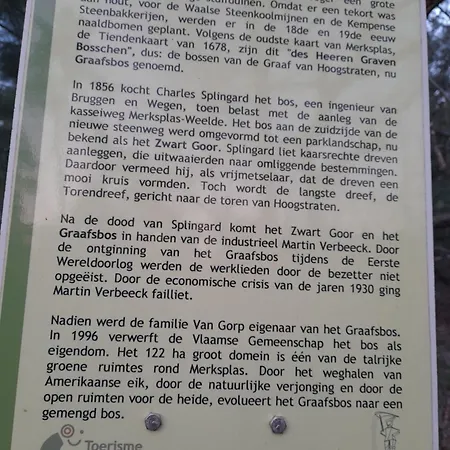 grote
standuinen. Omdat er een tekort was
aan hout, voor de Waalse Steenkoolmijnen en de Kempense
Steenbakkerijen, werden er in de 18de en 19de eeuw
naaldbomen geplant. Volgens de oudste kaart van Merksplas,
de Tiendenkaart van 1678, zijn dit "des Heeren Graven
Bosschen", dus: de bossen van de Graaf van Hoogstraten, nu
Graafsbos genoemd.
In 1856 kocht Charles Splingard het bos, een ingenieur van
Bruggen en Wegen, toen belast met de aanleg van de
kasseiweg Merksplas-Weelde. Het bos aan de zuidzijde van de
nieuwe steenweg werd omgevormd tot een parklandschap, nu
bekend als het Zwart Goor. Splingard liet kaarsrechte dreven
aanleggen, die uitwaaierden naar omliggende bestemmingen.
Daardoor vermeed hij, als vrijmetselaar, dat de dreven een
mooi kruis vormden. Toch wordt de langste dreef, de
Torendreef, gericht naar de toren van Hoogstraten.
Na de dood van Splingard komt het Zwart Goor en het
Graafsbos in handen van de industrieel Martin Verbeeck. Door
de ontginning van het Graafsbos tijdens de Eerste
Wereldoorlog werden de werklieden door de bezetter niet
opgeëist. Door de economische crisis van de jaren 1930 ging
Martin Verbeeck failliet.
Nadien werd de familie Van Gorp eigenaar van het Graafsbos.
In 1996 verwerft de Vlaamse Gemeenschap het bos als
eigendom. Het 122 ha groot domein is één van de talrijke
groene ruimtes rond Merksplas. Door het weghalen van
Amerikaanse eik, door de natuurlijke verjonging en door de
open ruimten voor de heide, evolueert het Graafsbos naar een
gemengd bos.
Toerisme